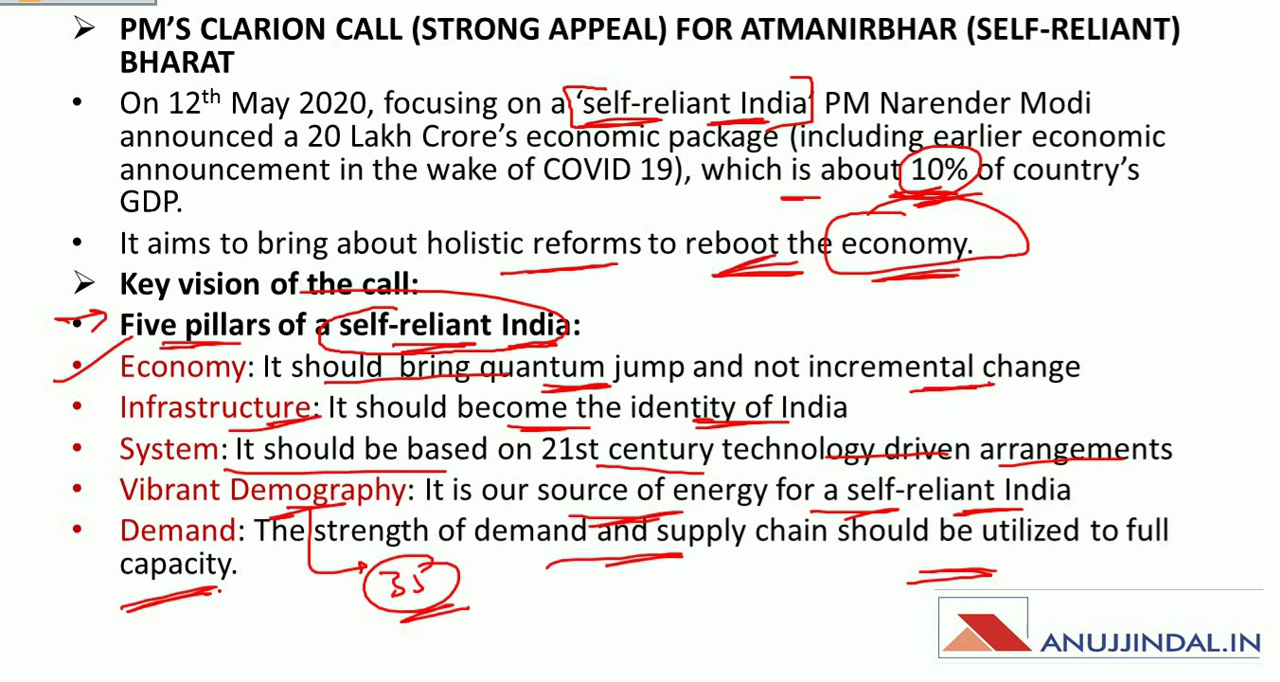 ➢ PM'S CLARION CALL (STRONG APPEAL) FOR ATMANIRBHAR (SELF-RELIANT)
BHARAT
• On 12th May 2020, focusing on a 'self-reliant India' PM Narender Modi
announced a 20 Lakh Crore's economic package (including earlier economic
announcement in the wake of COVID 19), which is about 10% of country's
GDP.
• It aims to bring about holistic reforms to reboot the economy.
➢ Key vision of the call:
• Five pillars of a self-reliant India:
• Economy: It should bring quantum jump and not incremental change
• Infrastructure: It should become the identity of India
• System: It should be based on 21st century technology driven arrangements
• Vibrant Demography: It is our source of energy for a self-reliant India
• Demand: The strength of demand and supply chain should be utilized to full
capacity.
35
ANUJJINDAL.IN